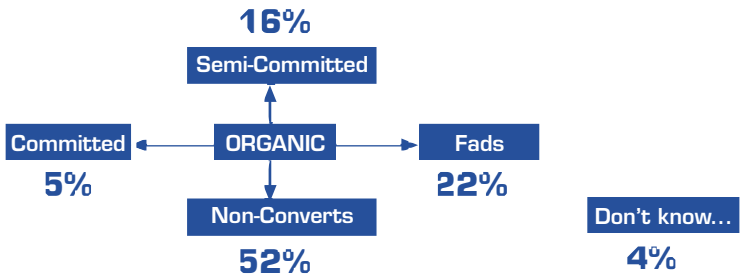 16%
Semi-Committed
Committed
ORGANIC
Fads
5%
22%
Non-Converts
52%
Don't know...
4%